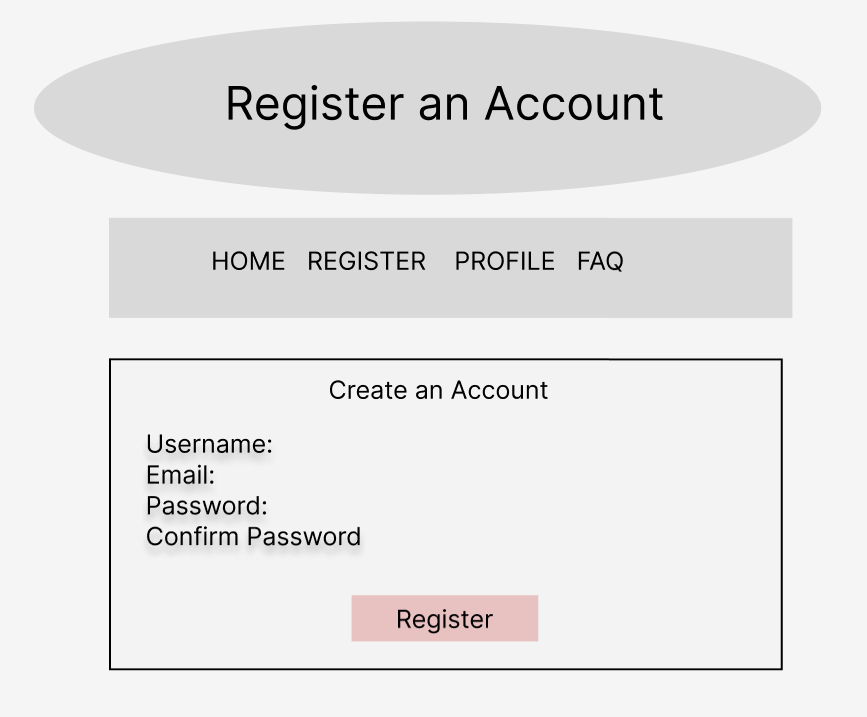 Register an Account
HOME REGISTER PROFILE FAQ
Create an Account
Username:
Email:
Password:
Confirm Password
Register